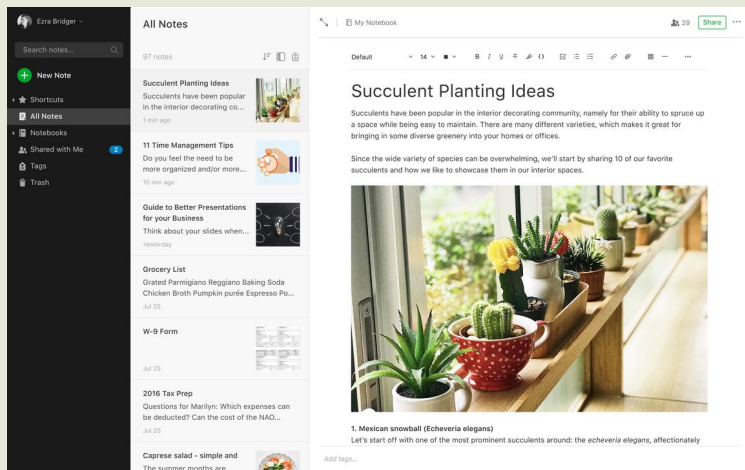 Ezra Bridger
Search notes...
New Note
Shortcuts
All Notes
Notebooks
Shared with Me
2
Tags
Trash
All Notes
97 notes
Succulent Planting Ideas
Succulents have been popular
in the interior decorating co...
1 min ago
11 Time Management Tips
Do you feel the need to be
more organized and/or more...
10 min ago
Guide to Better Presentations
for your Business
Think about your slides when...
Yesterday
Grocery List
Grated Parmigiano Reggiano Baking Soda
Chicken Broth Pumpkin purée Espresso Po...
Jul 25
W-9 Form
Jul 25
2016 Tax Prep
Questions for Marilyn: Which expenses can
be deducted? Can the cost of the NAO...
Jul 25
Caprese salad - simple and
The summer months are
My Notebook
29
Share
Default
14
B I U
Succulent Planting Ideas
Succulents have been popular in the interior decorating community, namely for their ability to spruce up
a space while being easy to maintain. There are many different varieties, which makes it great for
bringing in some diverse greenery into your homes or offices.
Since the wide variety of species can be overwhelming, we'll start by sharing 10 of our favorite
succulents and how we like to showcase them in our interior spaces.
1. Mexican snowball (Echeveria elegans)
Let's start off with one of the most prominent succulents around: the echeveria elegans, affectionately
Add tags...